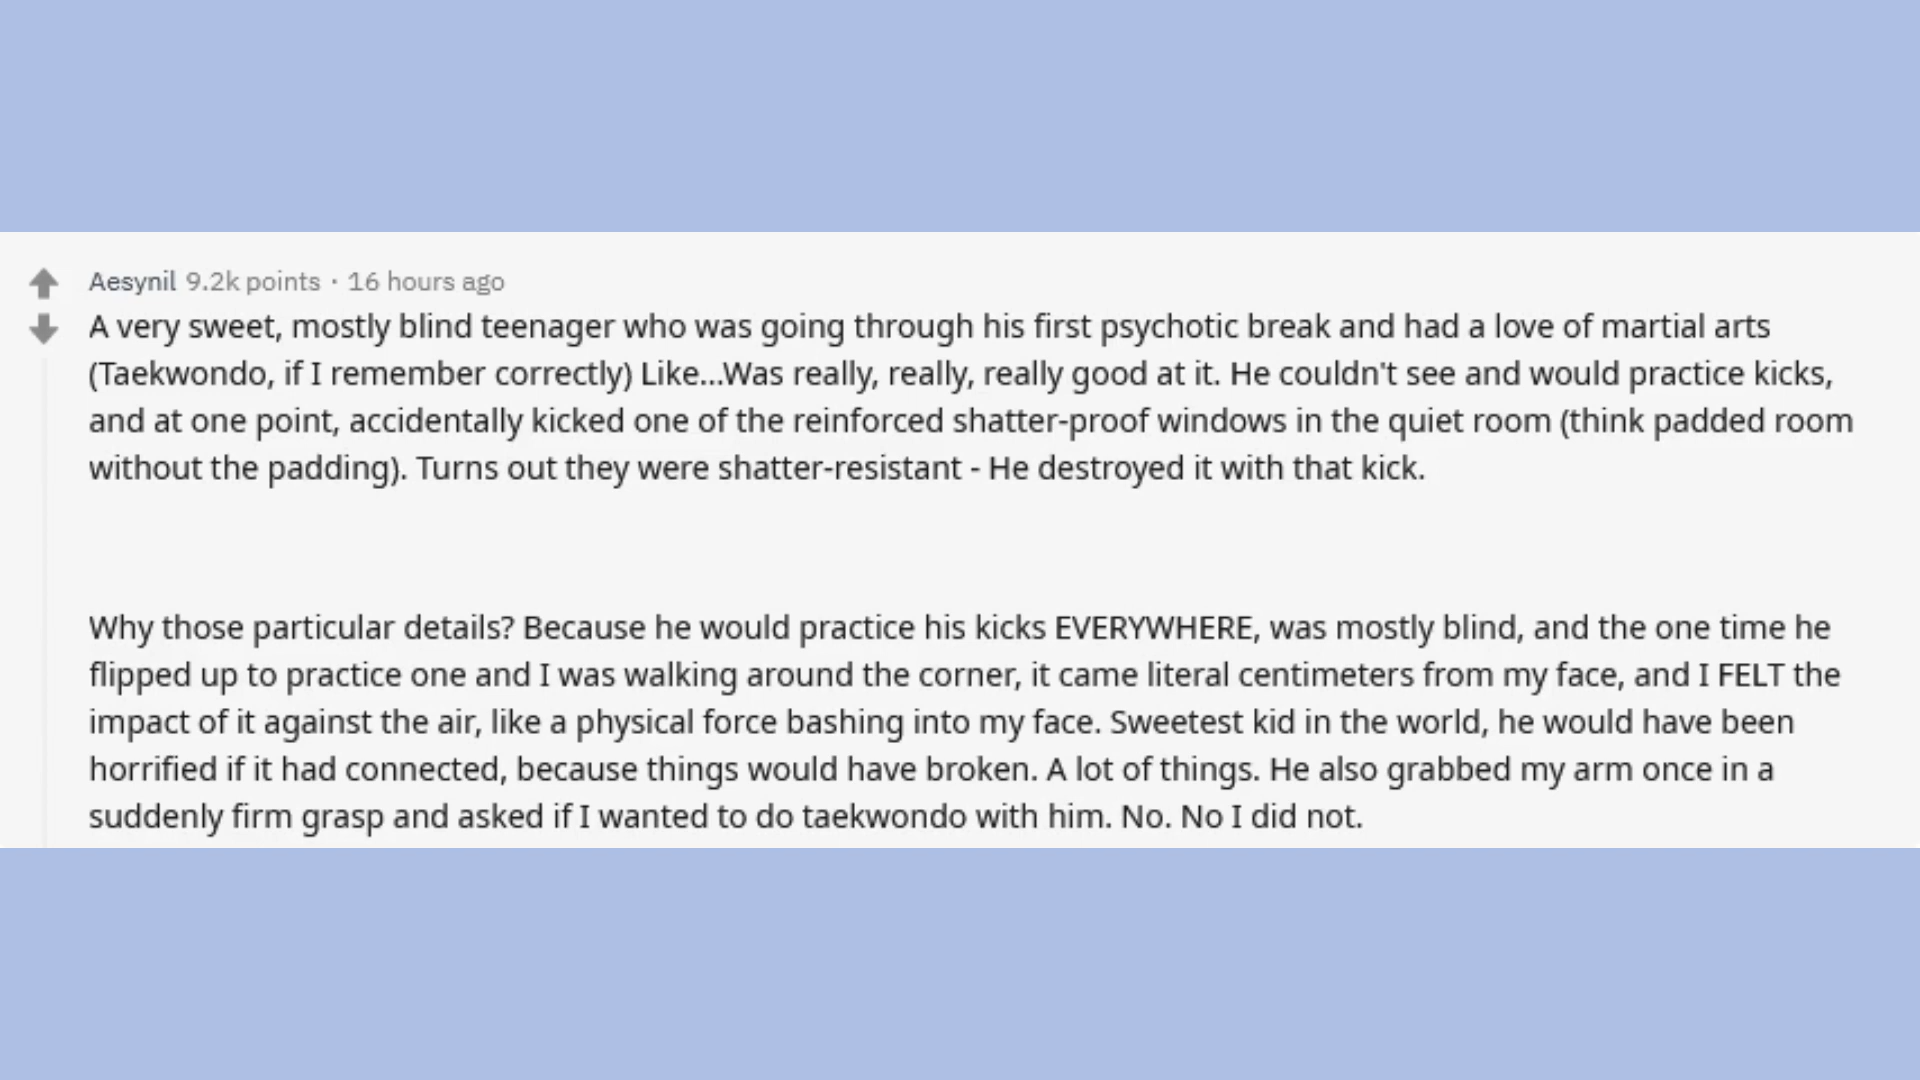 Aesynil 9.2k points · 16 hours ago
A very sweet, mostly blind teenager who was going through his first psychotic break and had a love of martial arts
(Taekwondo, if I remember correctly) Like...Was really, really, really good at it. He couldn't see and would practice kicks,
and at one point, accidentally kicked one of the reinforced shatter-proof windows in the quiet room (think padded room
without the padding). Turns out they were shatter-resistant - He destroyed it with that kick.
Why those particular details? Because he would practice his kicks EVERYWHERE, was mostly blind, and the one time he
flipped up to practice one and I was walking around the corner, it came literal centimeters from my face, and I FELT the
impact of it against the air, like a physical force bashing into my face. Sweetest kid in the world, he would have been
horrified if it had connected, because things would have broken. A lot of things. He also grabbed my arm once in a
suddenly firm grasp and asked if I wanted to do taekwondo with him. No. No I did not.